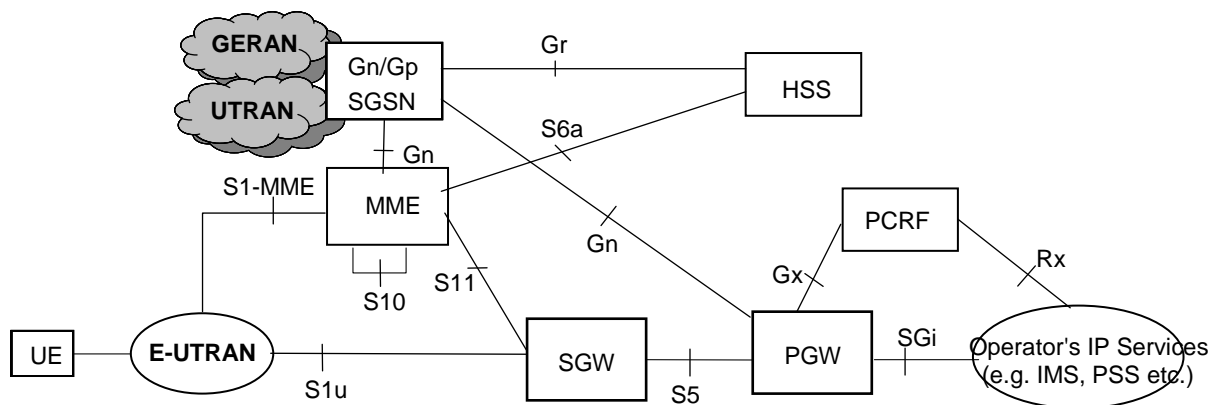 GERAN
Gr
Gn/Gp
SGSN
HSS
UTRAN
S6a
Gn
S1-MME
MME
PCRF
Gn
Rx
Gx
S11
S10
UE
E-UTRAN
SGW
PGW
SGi
Operator's IP Services
(e.g. IMS, PSS etc.)
S1u
S5